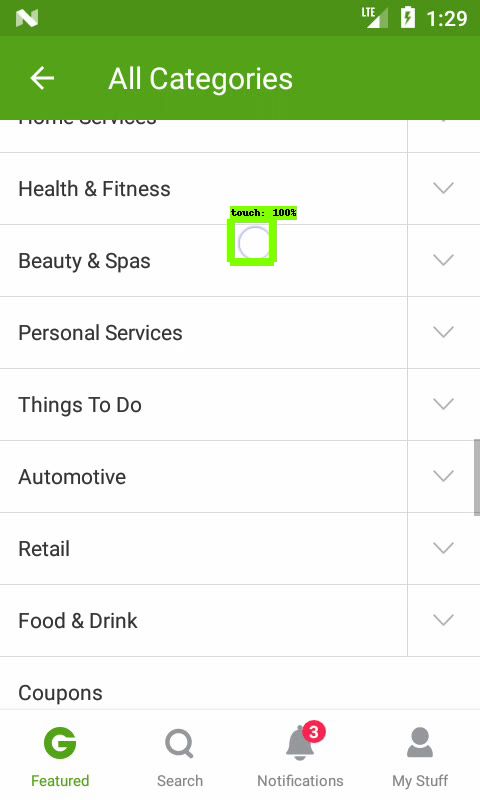 LTE 1:29
All Categories
Home Services
Health & Fitness
touch: 100%
Beauty & Spas
Personal Services
Things To Do
Automotive
Retail
Food & Drink
Coupons
3
Featured Search Notifications My Stuff